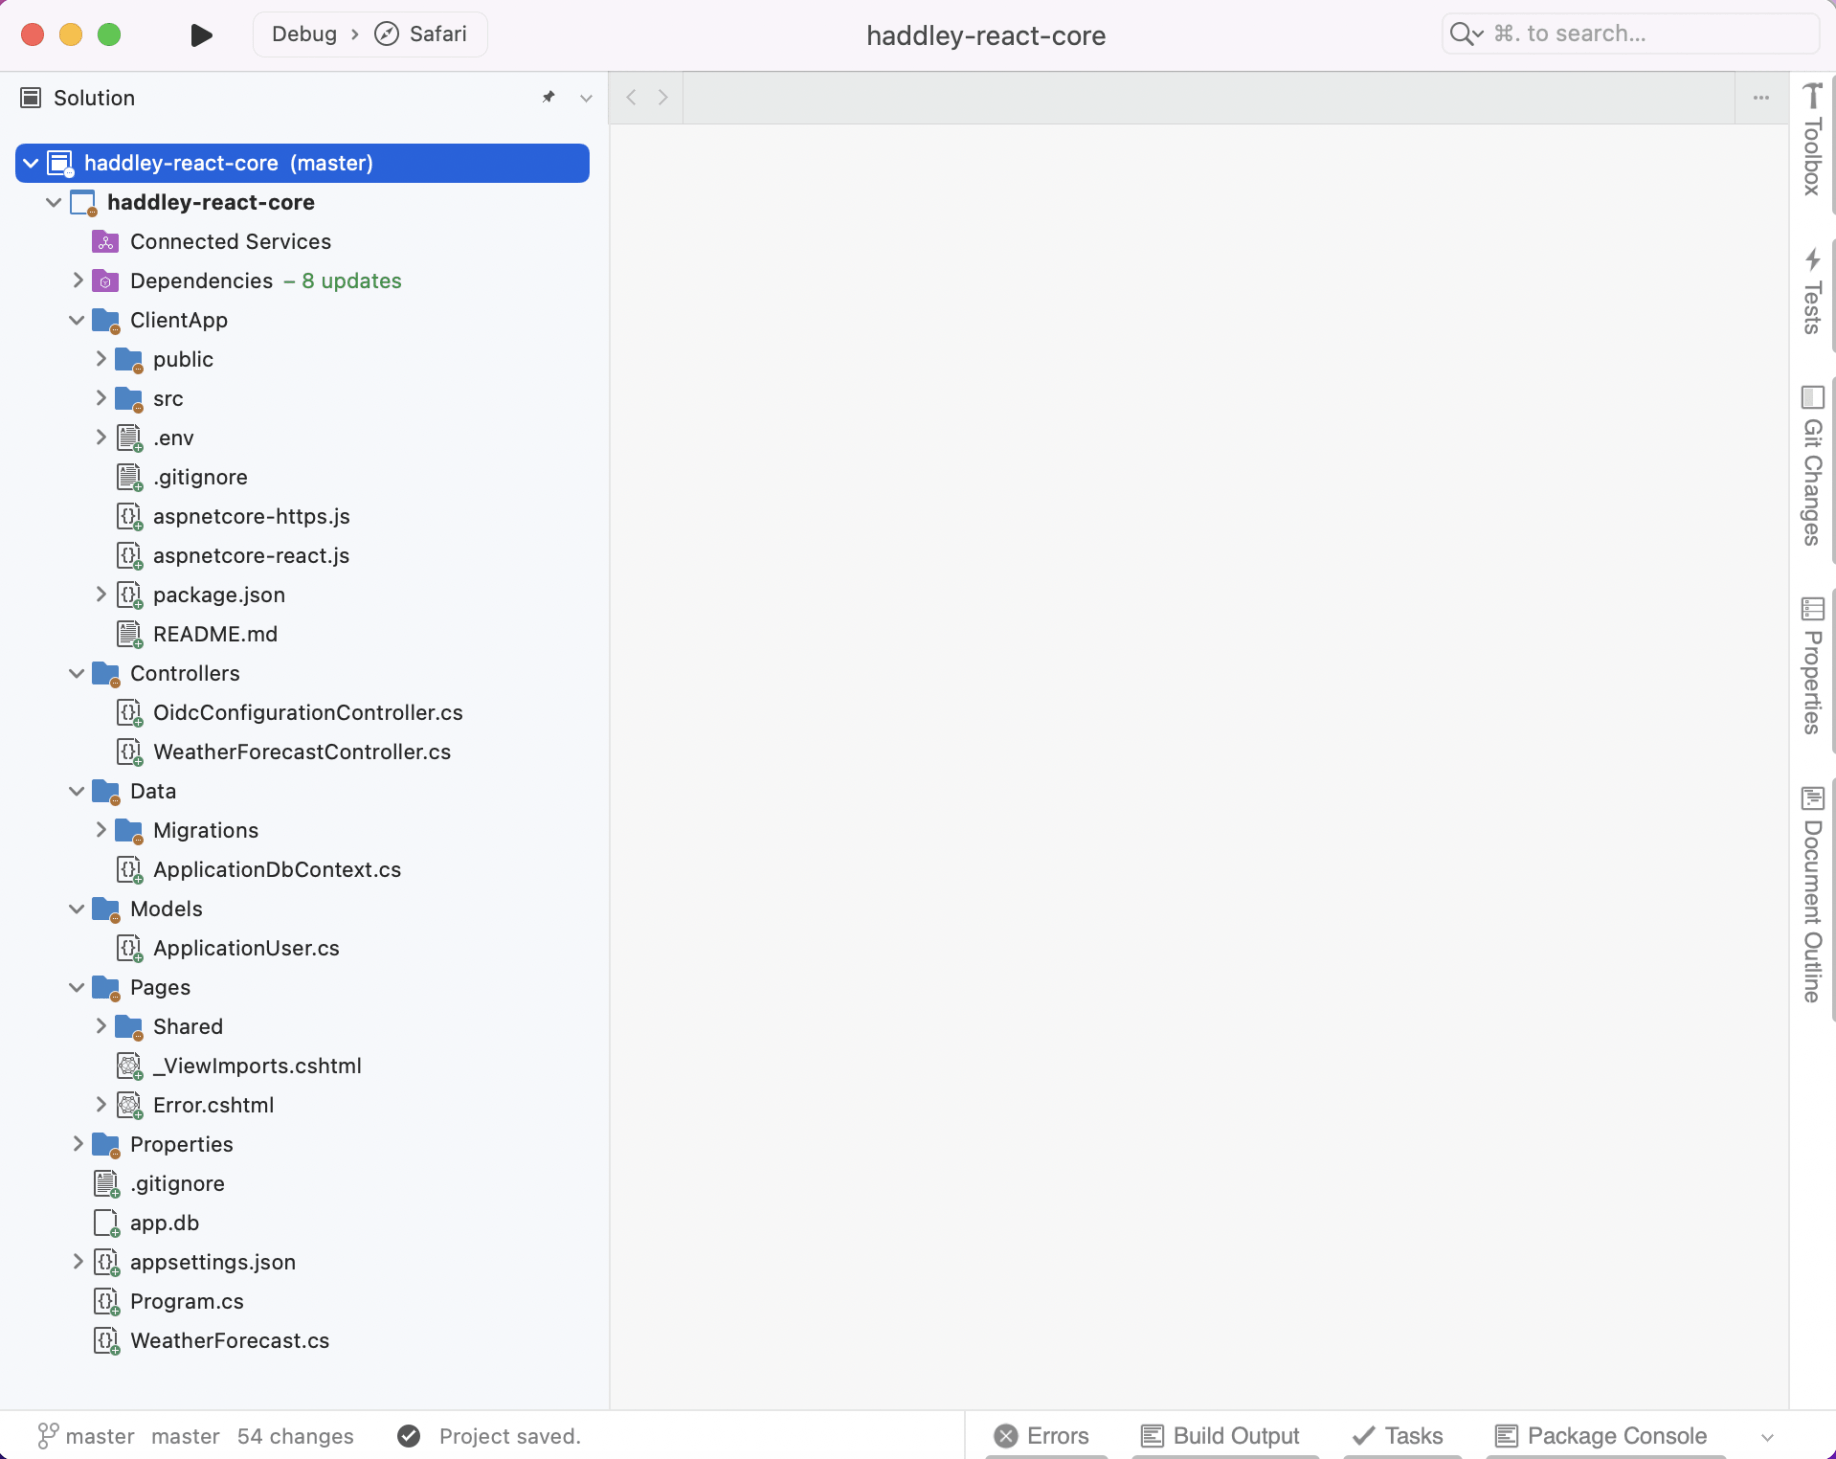 Debug › Safari
haddley-react-core
⌘. to search...
Solution
haddley-react-core (master)
haddley-react-core
Connected Services
Dependencies – 8 updates
ClientApp
public
src
.env
.gitignore
aspnetcore-https.js
aspnetcore-react.js
package.json
README.md
Controllers
OidcConfigurationController.cs
WeatherForecastController.cs
Data
Migrations
ApplicationDbContext.cs
Models
ApplicationUser.cs
Pages
Shared
_ViewImports.cshtml
Error.cshtml
Properties
.gitignore
app.db
appsettings.json
Program.cs
WeatherForecast.cs
Toolbox
Tests
Git Changes
Properties
Document Outline
master master 54 changes Project saved.
Errors Build Output Tasks Package Console